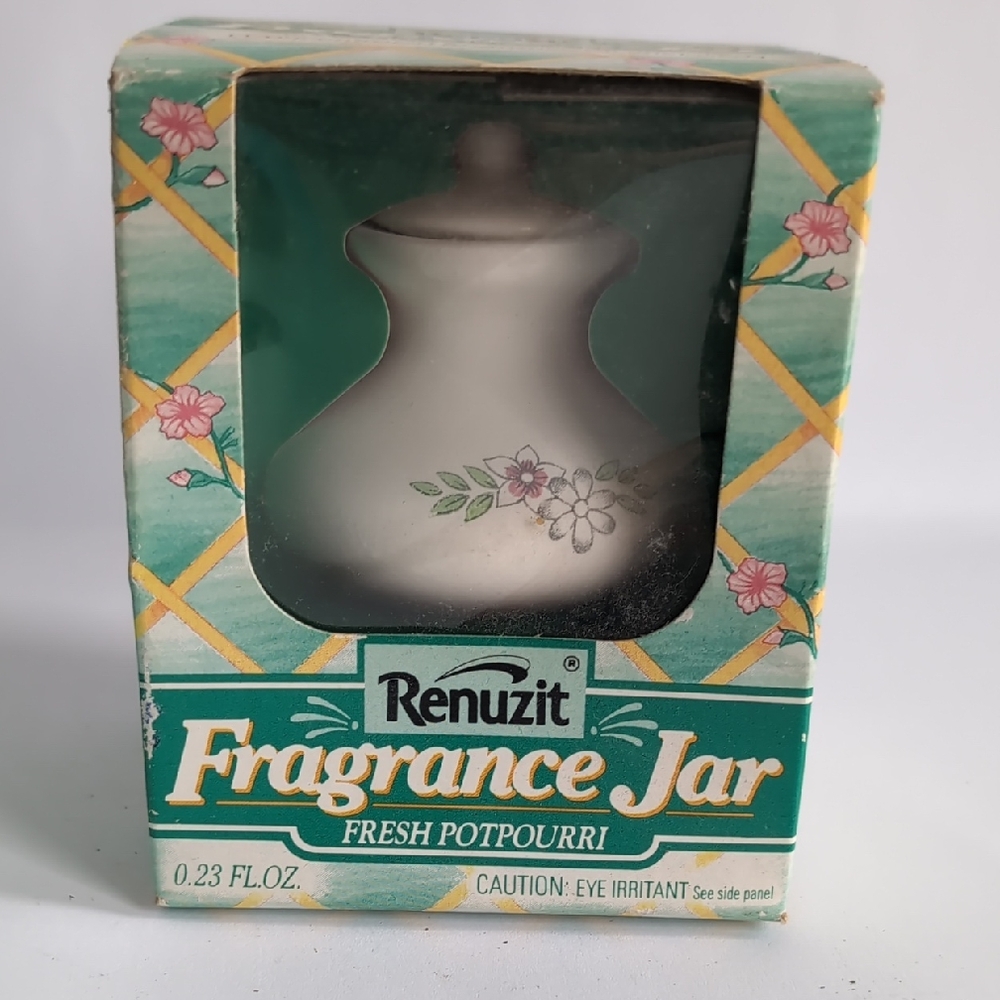 Renuzit®
Fragrance Jar
FRESH POTPOURRI
0.23 FL.OZ.
CAUTION: EYE IRRITANT See side panel